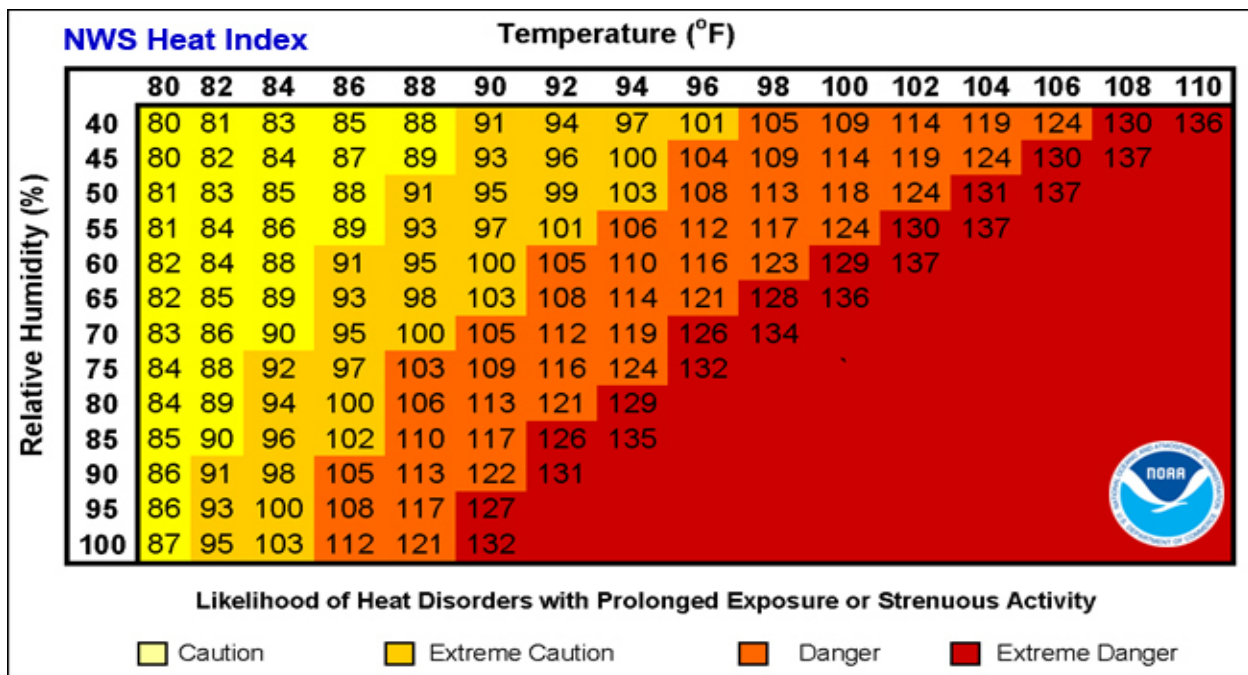 NWS Heat Index Temperature (°F)
80 82 84 86 88 90 92 94 96 98 100 102 104 106 108 110
Relative Humidity (%)
40 80 81 83 85 88 91 94 97 101 105 109 114 119 124 130 136
45 80 82 84 87 89 93 96 100 104 109 114 119 124 130 137
50 81 83 85 88 91 95 99 103 108 113 118 124 131 137
55 81 84 86 89 93 97 101 106 112 117 124 130 137
60 82 84 88 91 95 100 105 110 116 123 129 137
65 82 85 89 93 98 103 108 114 121 128 136
70 83 86 90 95 100 105 112 119 126 134
75 84 88 92 97 103 109 116 124 132
80 84 89 94 100 106 113 121 129
85 85 90 96 102 110 117 126 135
90 86 91 98 105 113 122 131
95 86 93 100 108 117 127
100 87 95 103 112 121 132
NATIONAL OCEANIC AND ATMOSPHERIC ADMINISTRATION
NOAA
U.S. DEPARTMENT OF COMMERCE
Likelihood of Heat Disorders with Prolonged Exposure or Strenuous Activity
Caution Extreme Caution Danger Extreme Danger